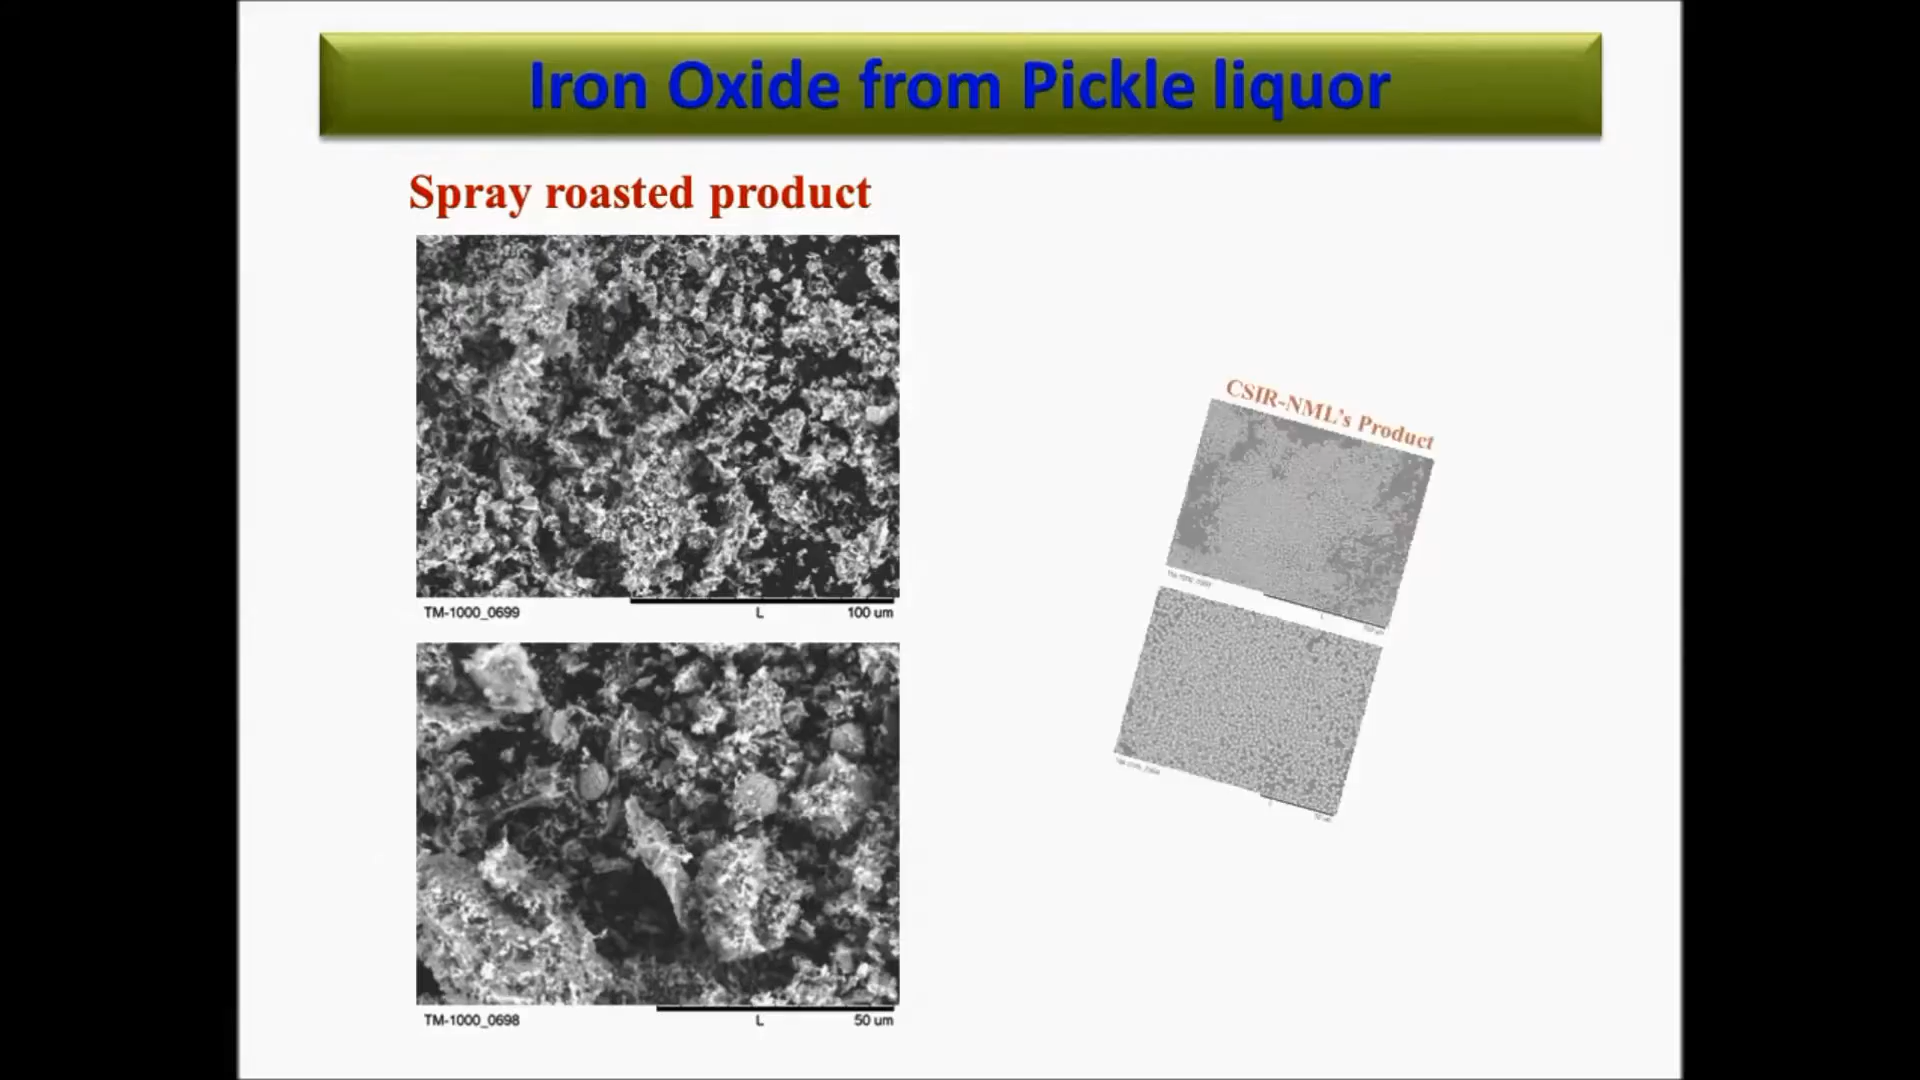 Iron Oxide from Pickle liquor
Spray roasted product
TM-1000_0699 L 100 um
TM-1000_0698 L 50 um
CSIR-NML's Product